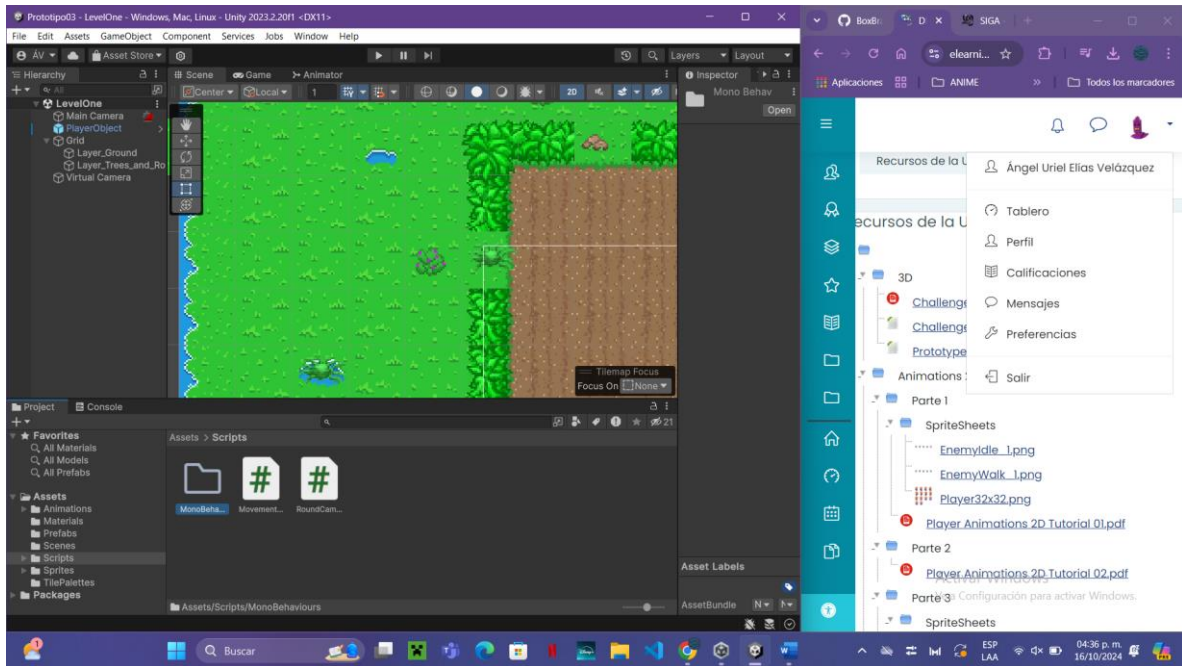 Prototipo03 - LevelOne - Windows, Mac, Linux - Unity 2023.2.20f1 <DX11>
File Edit Assets GameObject Component Services Jobs Window Help
ÁV Asset Store Layers Layout
Hierarchy
All
LevelOne
Main Camera
PlayerObject
Grid
Layer_Ground
Layer_Trees_and_Ro
Virtual Camera
Scene Game Animator
Center Local 1 2D
Tilemap Focus
Focus On None
Inspector
Mono Behav
Open
Asset Labels
AssetBundle
Project Console
21
Favorites
All Materials
All Models
All Prefabs
Assets
Animations
Materials
Prefabs
Scenes
Scripts
Sprites
TilePalettes
Packages
Assets > Scripts
MonoBeha... Movement... RoundCam...
Assets/Scripts/MonoBehaviours
BoxBr D SIGA
elearni...
Aplicaciones ANIME » Todos los marcadores
Recursos de la U
Ángel Uriel Elías Velázquez
Tablero
Perfil
Calificaciones
Mensajes
Preferencias
Salir
ecursos de la U
3D
Challenge
Challenge
Prototype
Animations
Parte 1
SpriteSheets
EnemyIdle_1.png
EnemyWalk_1.png
Player32x32.png
Player Animations 2D Tutorial 01.pdf
Parte 2
Player Animations 2D Tutorial 02.pdf
Activar Windows
Configuración para activar Windows.
Parte 3
SpriteSheets
Buscar
ESP
LAA
04:36 p. m.
16/10/2024